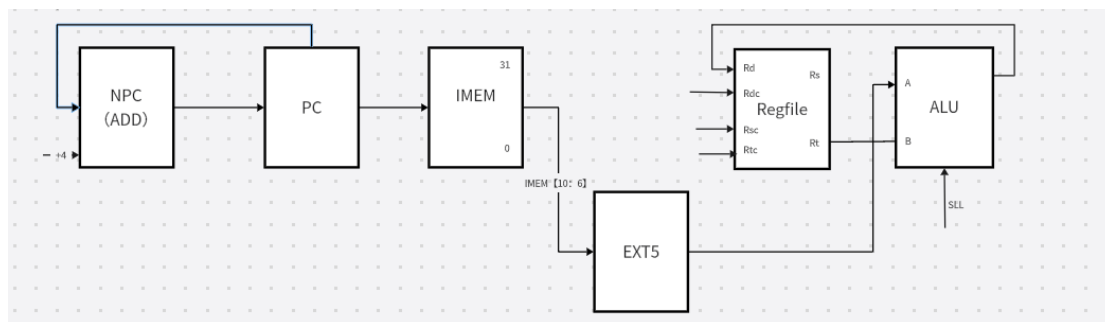 NPC
（ADD）
+4
PC
31
IMEM
0
IMEM【10：6】
EXT5
Rd
Rs
Rdc
Regfile
Rsc
Rtc
Rt
A
ALU
B
SLL